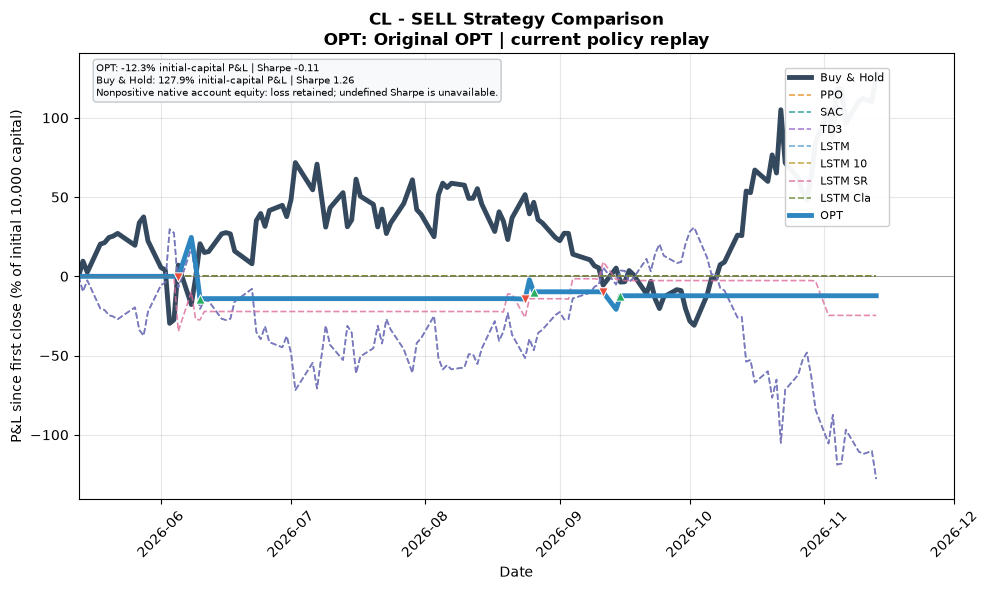 CL - SELL Strategy Comparison
OPT: Original OPT | current policy replay
OPT: -12.3% initial-capital P&L | Sharpe -0.11
Buy & Hold: 127.9% initial-capital P&L | Sharpe 1.26
Nonpositive native account equity: loss retained; undefined Sharpe is unavailable.
Buy & Hold
PPO
SAC
TD3
LSTM
LSTM 10
LSTM SR
LSTM Cla
OPT
P&L since first close (% of initial 10,000 capital)
100
50
0
−50
−100
2026-06
2026-07
2026-08
2026-09
2026-10
2026-11
2026-12
Date